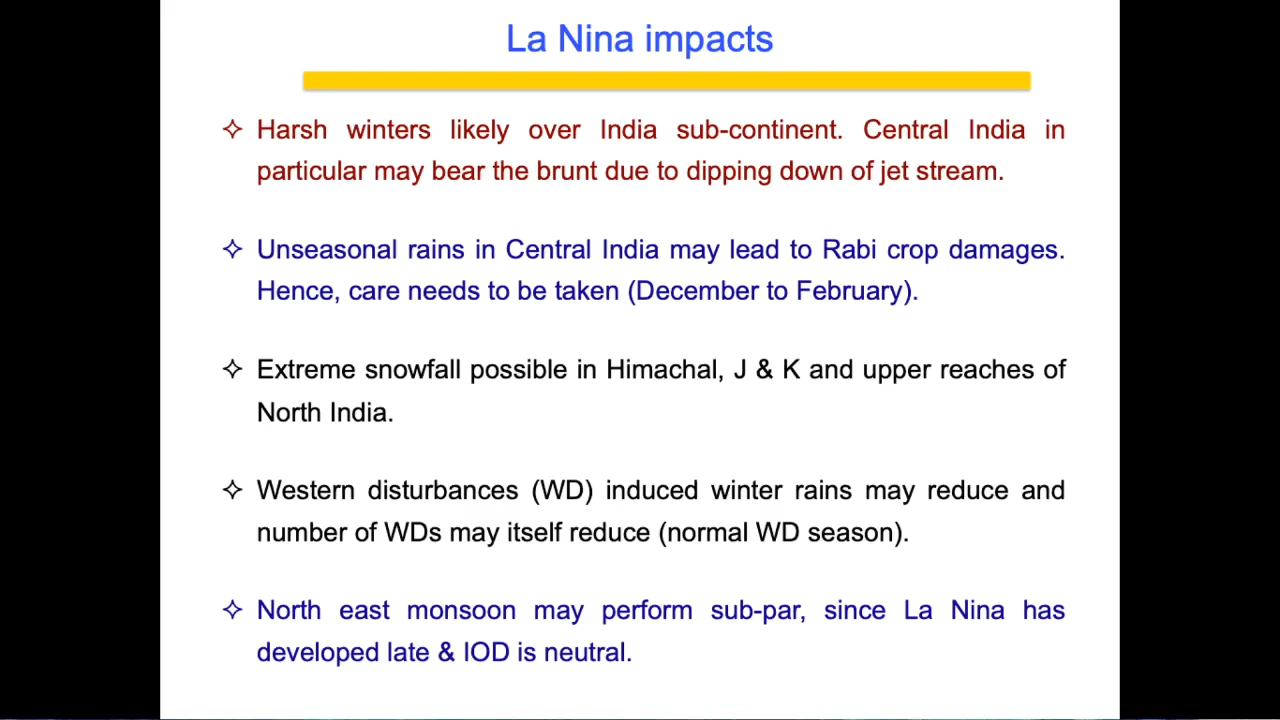 La Nina impacts
Harsh winters likely over India sub-continent. Central India in
particular may bear the brunt due to dipping down of jet stream.
Unseasonal rains in Central India may lead to Rabi crop damages.
Hence, care needs to be taken (December to February).
Extreme snowfall possible in Himachal, J & K and upper reaches of
North India.
Western disturbances (WD) induced winter rains may reduce and
number of WDs may itself reduce (normal WD season).
North east monsoon may perform sub-par, since La Nina has
developed late & IOD is neutral.